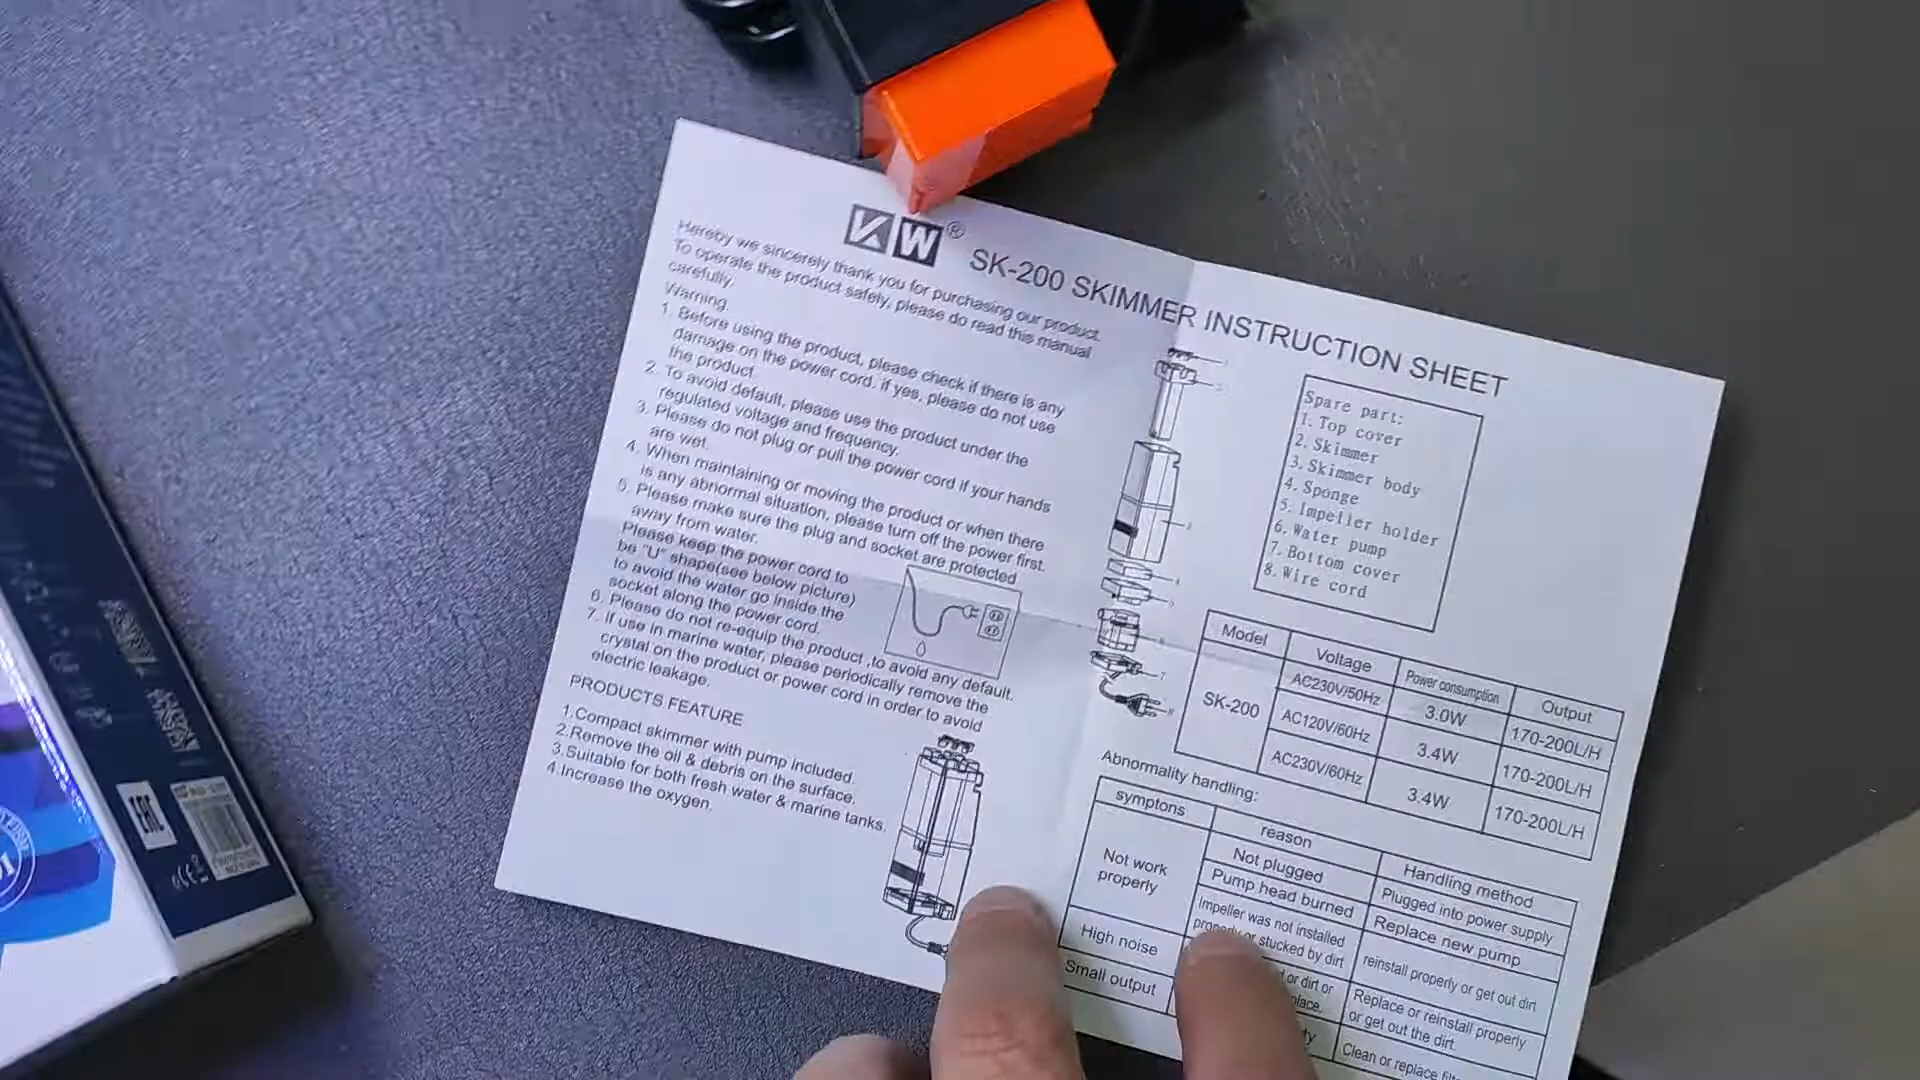 KW®
SK-200 SKIMMER INSTRUCTION SHEET
Hereby we sincerely thank you for purchasing our product.
To operate the product safety, please do read this manual
carefully.
Warning.
1. Before using the product, please check if there is any
damage on the power cord. if yes, please do not use
the product.
2. To avoid default, please use the product under the
regulated voltage and frequency.
3. Please do not plug or pull the power cord if your hands
are wet.
4. When maintaining or moving the product or when there
is any abnormal situation, please turn off the power first.
5. Please make sure the plug and socket are protected
away from water.
Please keep the power cord to
be "U" shape(see below picture)
to avoid the water go inside the
socket along the power cord.
6. Please do not re-equip the product ,to avoid any default.
7. If use in marine water, please periodically remove the
crystal on the product or power cord in order to avoid
electric leakage.
PRODUCTS FEATURE
1.Compact skimmer with pump included.
2.Remove the oil & debris on the surface.
3.Suitable for both fresh water & marine tanks.
4.Increase the oxygen.
Spare part:
1. Top cover
2. Skimmer
3. Skimmer body
4. Sponge
5. Impeller holder
6. Water pump
7. Bottom cover
8. Wire cord
Model Voltage Power consumption Output
SK-200 AC230V/50Hz 3.0W 170-200L/H
AC120V/60Hz 3.4W 170-200L/H
AC230V/60Hz 3.4W 170-200L/H
Abnormality handling:
symptons reason Handling method
Not work
properly
Not plugged Plugged into power supply
Pump head burned Replace new pump
High noise
Impeller was not installed
properly or stucked by dirt
reinstall properly or get out dirt
Small output
or dirt or
Replace or reinstall properly
or get out the dirt.
Clean or replace
EAC
CE